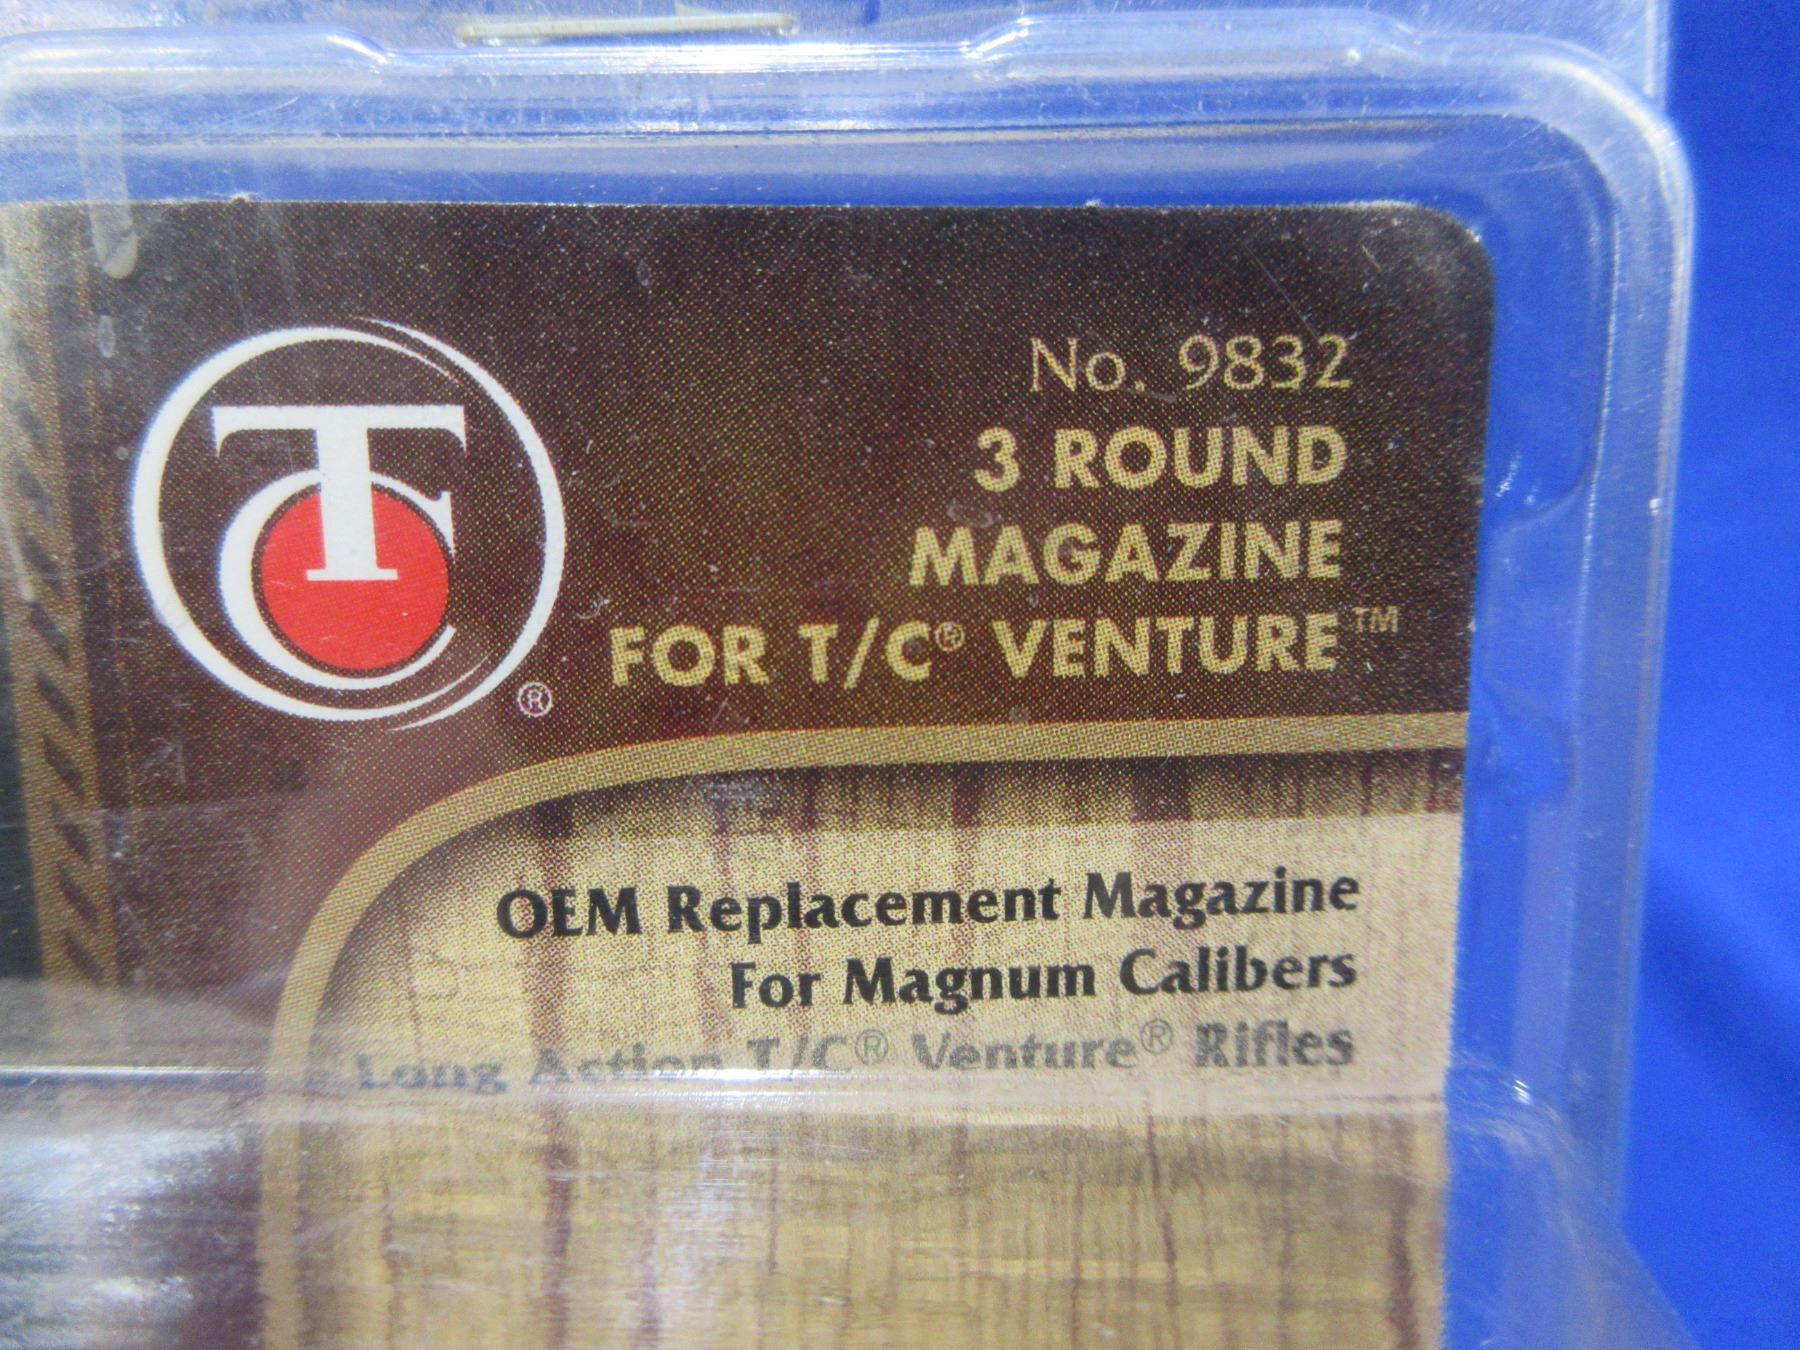 TC®
No. 9832
3 ROUND
MAGAZINE
FOR T/C® VENTURE™
OEM Replacement Magazine
For Magnum Calibers
Long Action T/C® Venture® Rifles